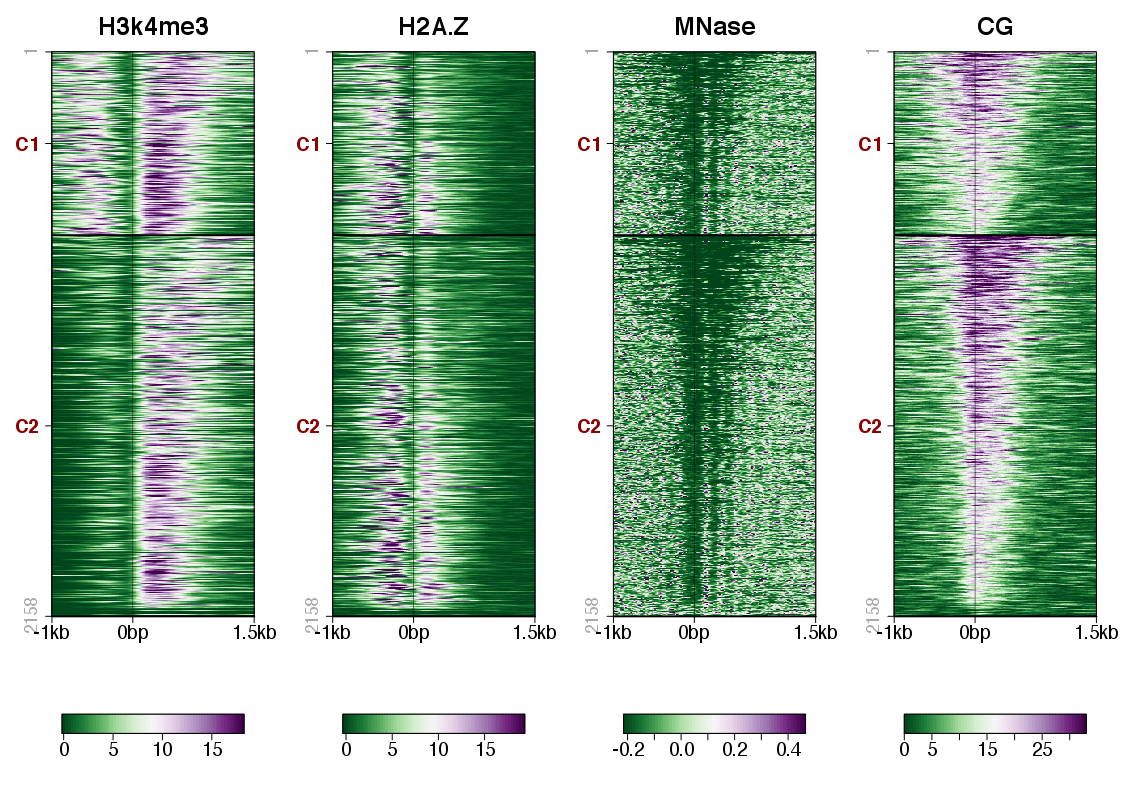 H3k4me3 H2A.Z MNase CG
1 1 1 1
C1 C1 C1 C1
C2 C2 C2 C2
2158 2158 2158 2158
-1kb 0bp 1.5kb -1kb 0bp 1.5kb -1kb 0bp 1.5kb -1kb 0bp 1.5kb
0 5 10 15 0 5 10 15 -0.2 0.0 0.2 0.4 0 5 15 25